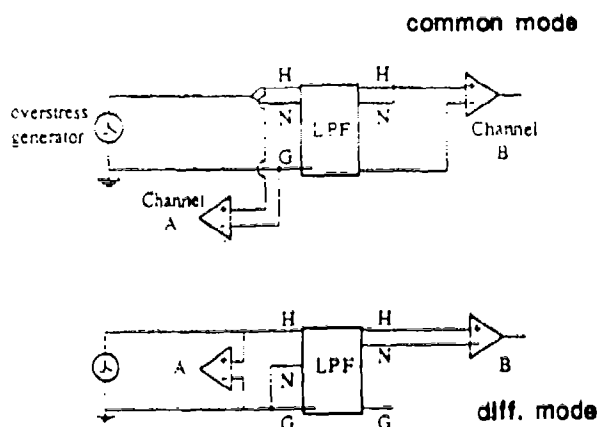 common mode
H H
overstress
generator
N LPF N
Channel
B
G
Channel
A
+
-
+
-
H H
A LPF N
N B
G G
diff. mode
+
-
+
-